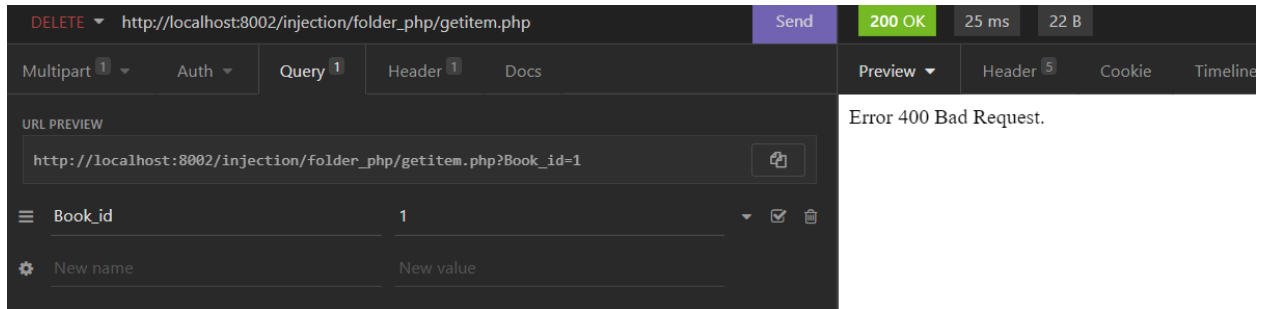 DELETE http://localhost:8002/injection/folder_php/getitem.php Send 200 OK 25 ms 22 B
Multipart 1 Auth Query 1 Header 1 Docs Preview Header 5 Cookie Timeline
URL PREVIEW
http://localhost:8002/injection/folder_php/getitem.php?Book_id=1
Book_id 1
New name New value
Error 400 Bad Request.